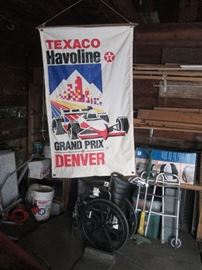 TEXACO
Havoline
GRAND PRIX
DENVER